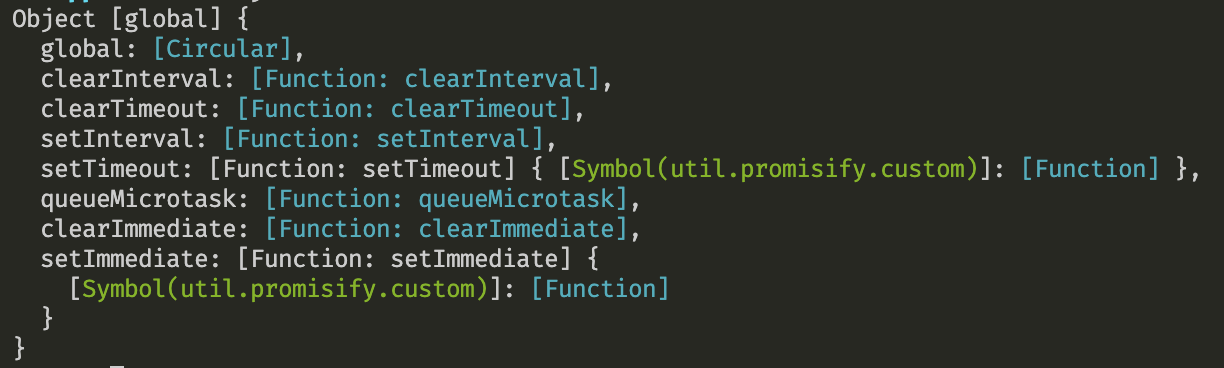 Object [global] {
  global: [Circular],
  clearInterval: [Function: clearInterval],
  clearTimeout: [Function: clearTimeout],
  setInterval: [Function: setInterval],
  setTimeout: [Function: setTimeout] { [Symbol(util.promisify.custom)]: [Function] },
  queueMicrotask: [Function: queueMicrotask],
  clearImmediate: [Function: clearImmediate],
  setImmediate: [Function: setImmediate] {
    [Symbol(util.promisify.custom)]: [Function]
  }
}